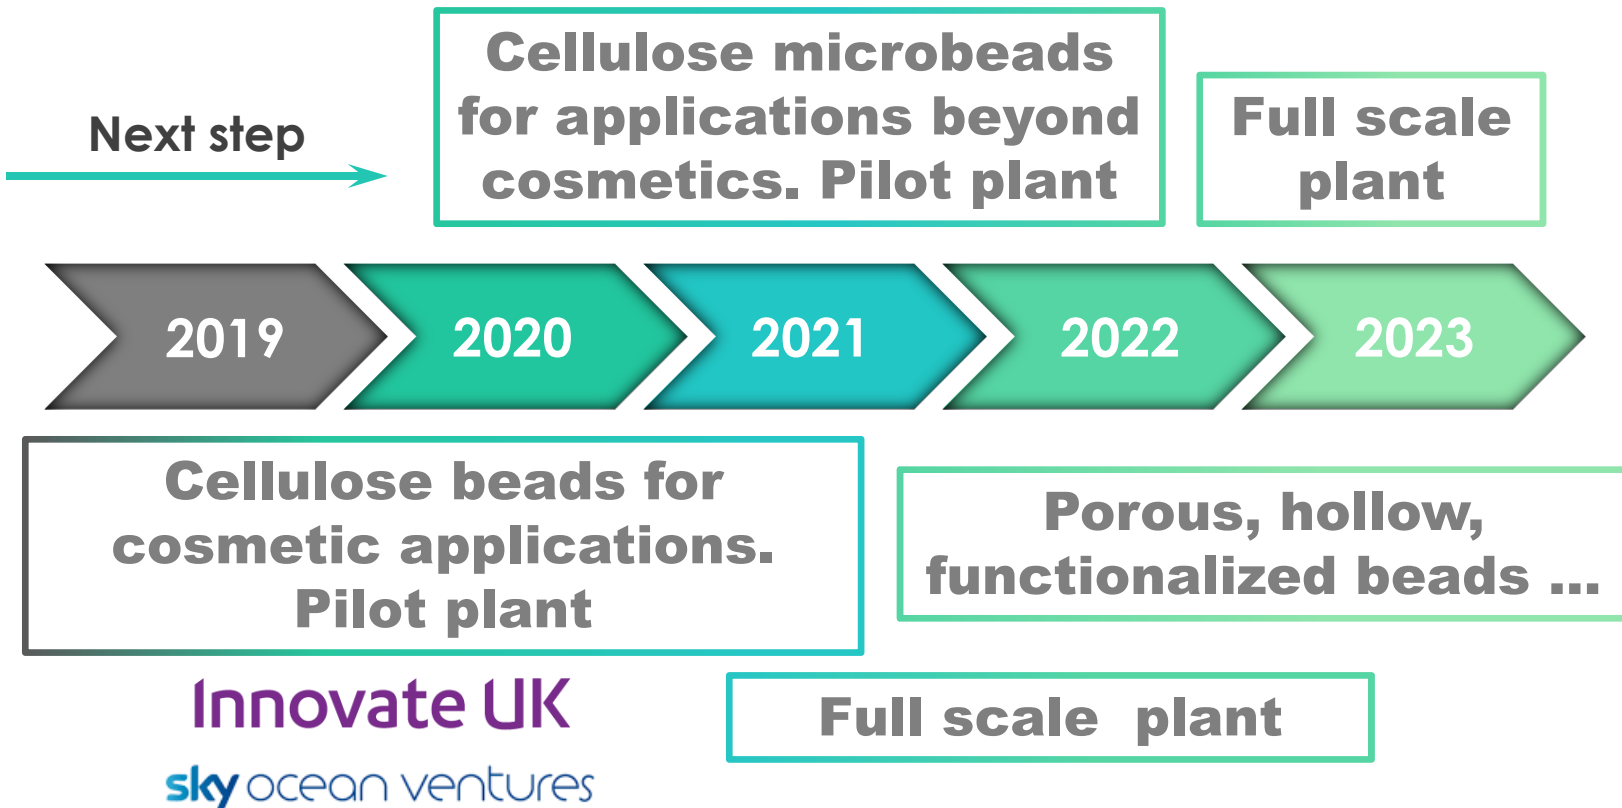 Next step
Cellulose microbeads
for applications beyond
cosmetics. Pilot plant
Full scale
plant
2019
2020
2021
2022
2023
Cellulose beads for
cosmetic applications.
Pilot plant
Porous, hollow,
functionalized beads ...
Innovate UK
sky ocean ventures
Full scale plant